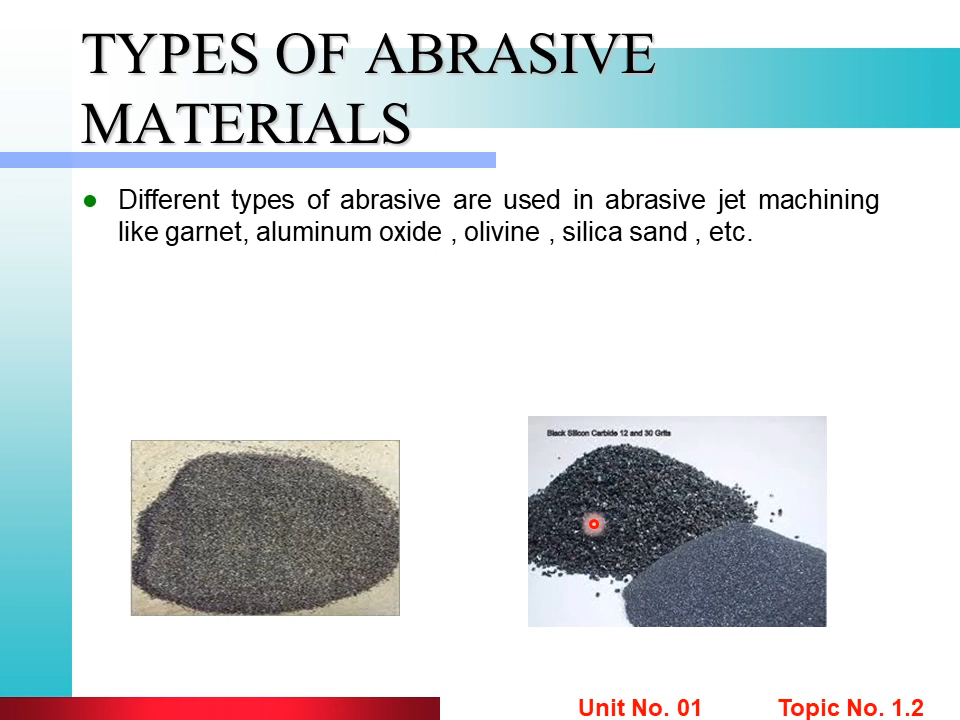 TYPES OF ABRASIVE
MATERIALS
Different types of abrasive are used in abrasive jet machining
like garnet, aluminum oxide , olivine , silica sand , etc.
Black Silicon Carbide 12 and 30 Grits
Unit No. 01 Topic No. 1.2